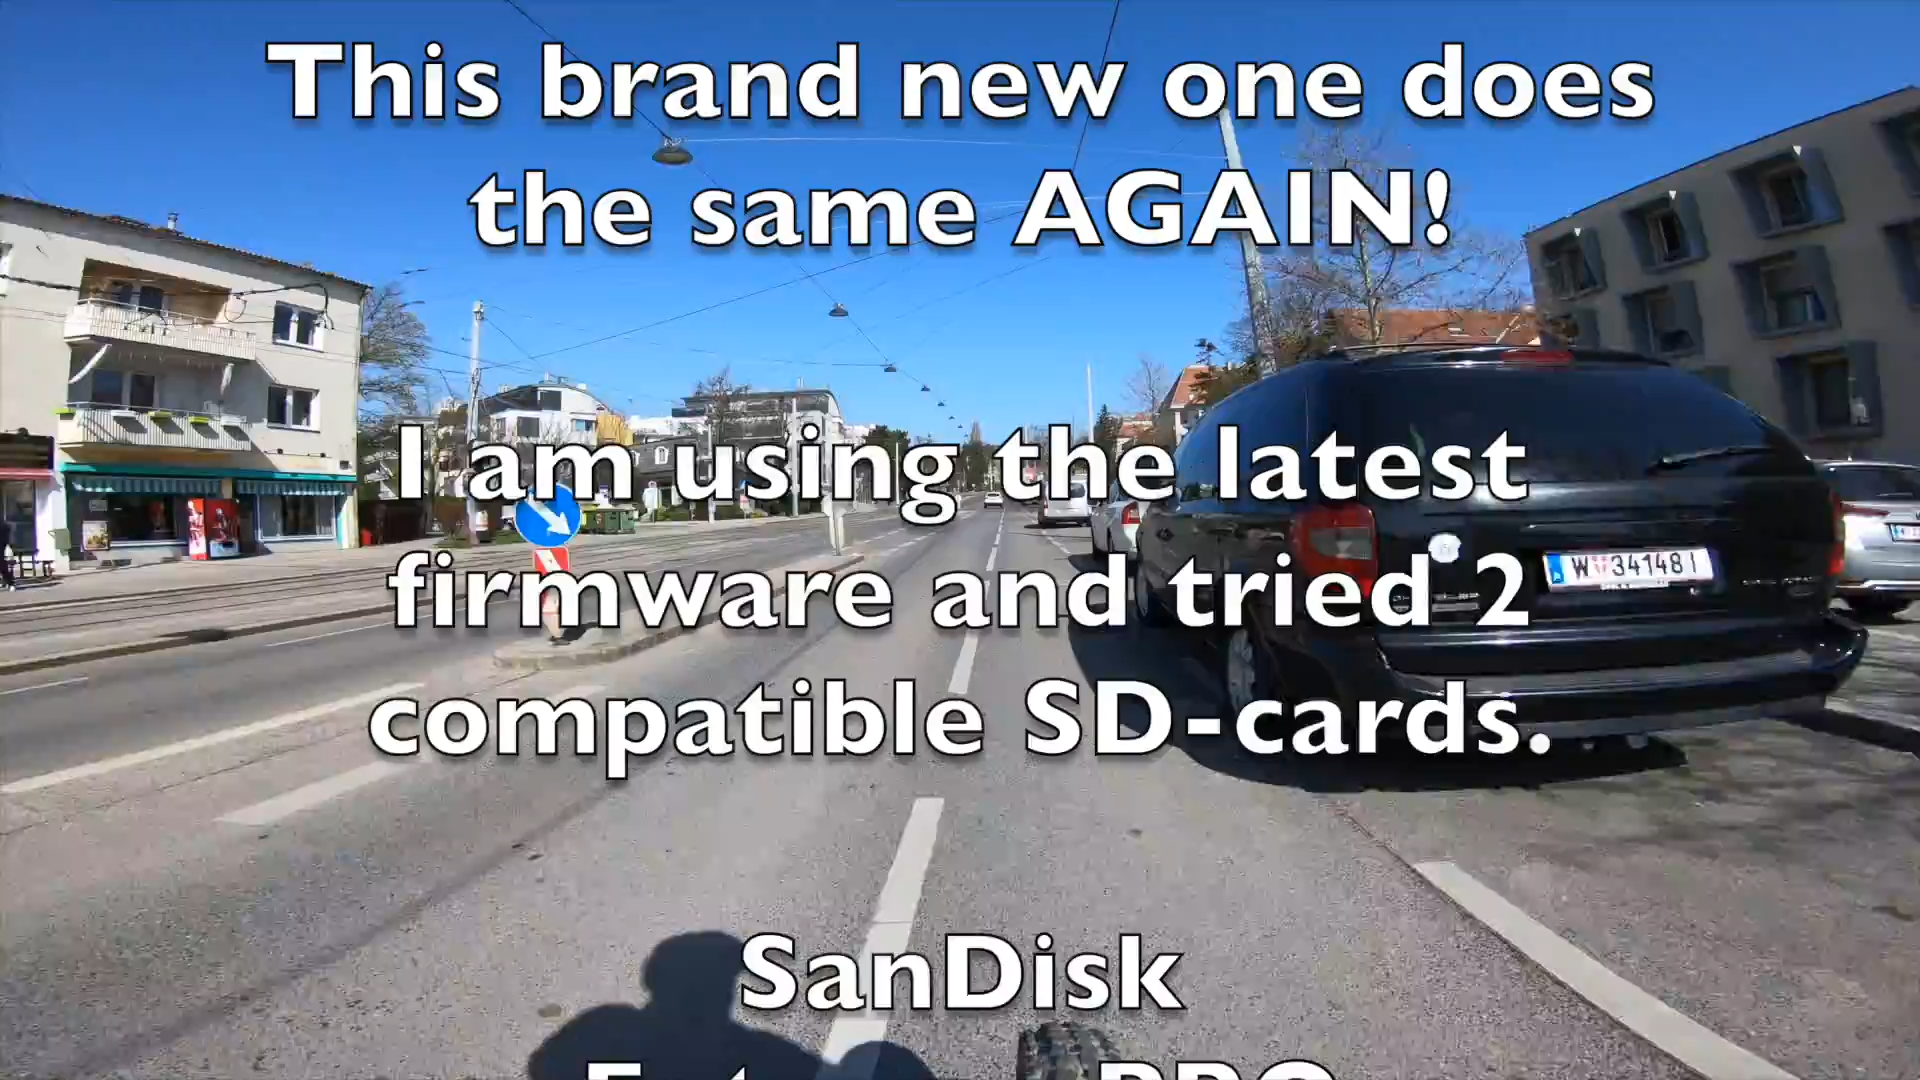 This brand new one does
the same AGAIN!
I am using the latest
firmware and tried 2
compatible SD-cards.
SanDisk
W 34148 I